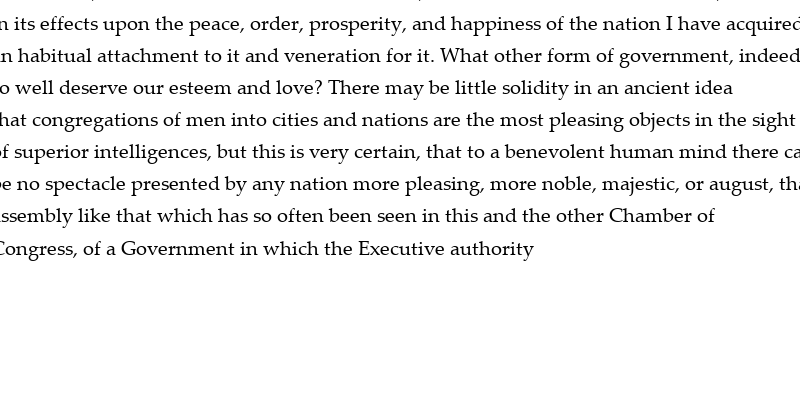 n its effects upon the peace, order, prosperity, and happiness of the nation I have acquired
n habitual attachment to it and veneration for it. What other form of government, indeed
o well deserve our esteem and love? There may be little solidity in an ancient idea
hat congregations of men into cities and nations are the most pleasing objects in the sight
of superior intelligences, but this is very certain, that to a benevolent human mind there ca
be no spectacle presented by any nation more pleasing, more noble, majestic, or august, tha
ssembly like that which has so often been seen in this and the other Chamber of
Congress, of a Government in which the Executive authority